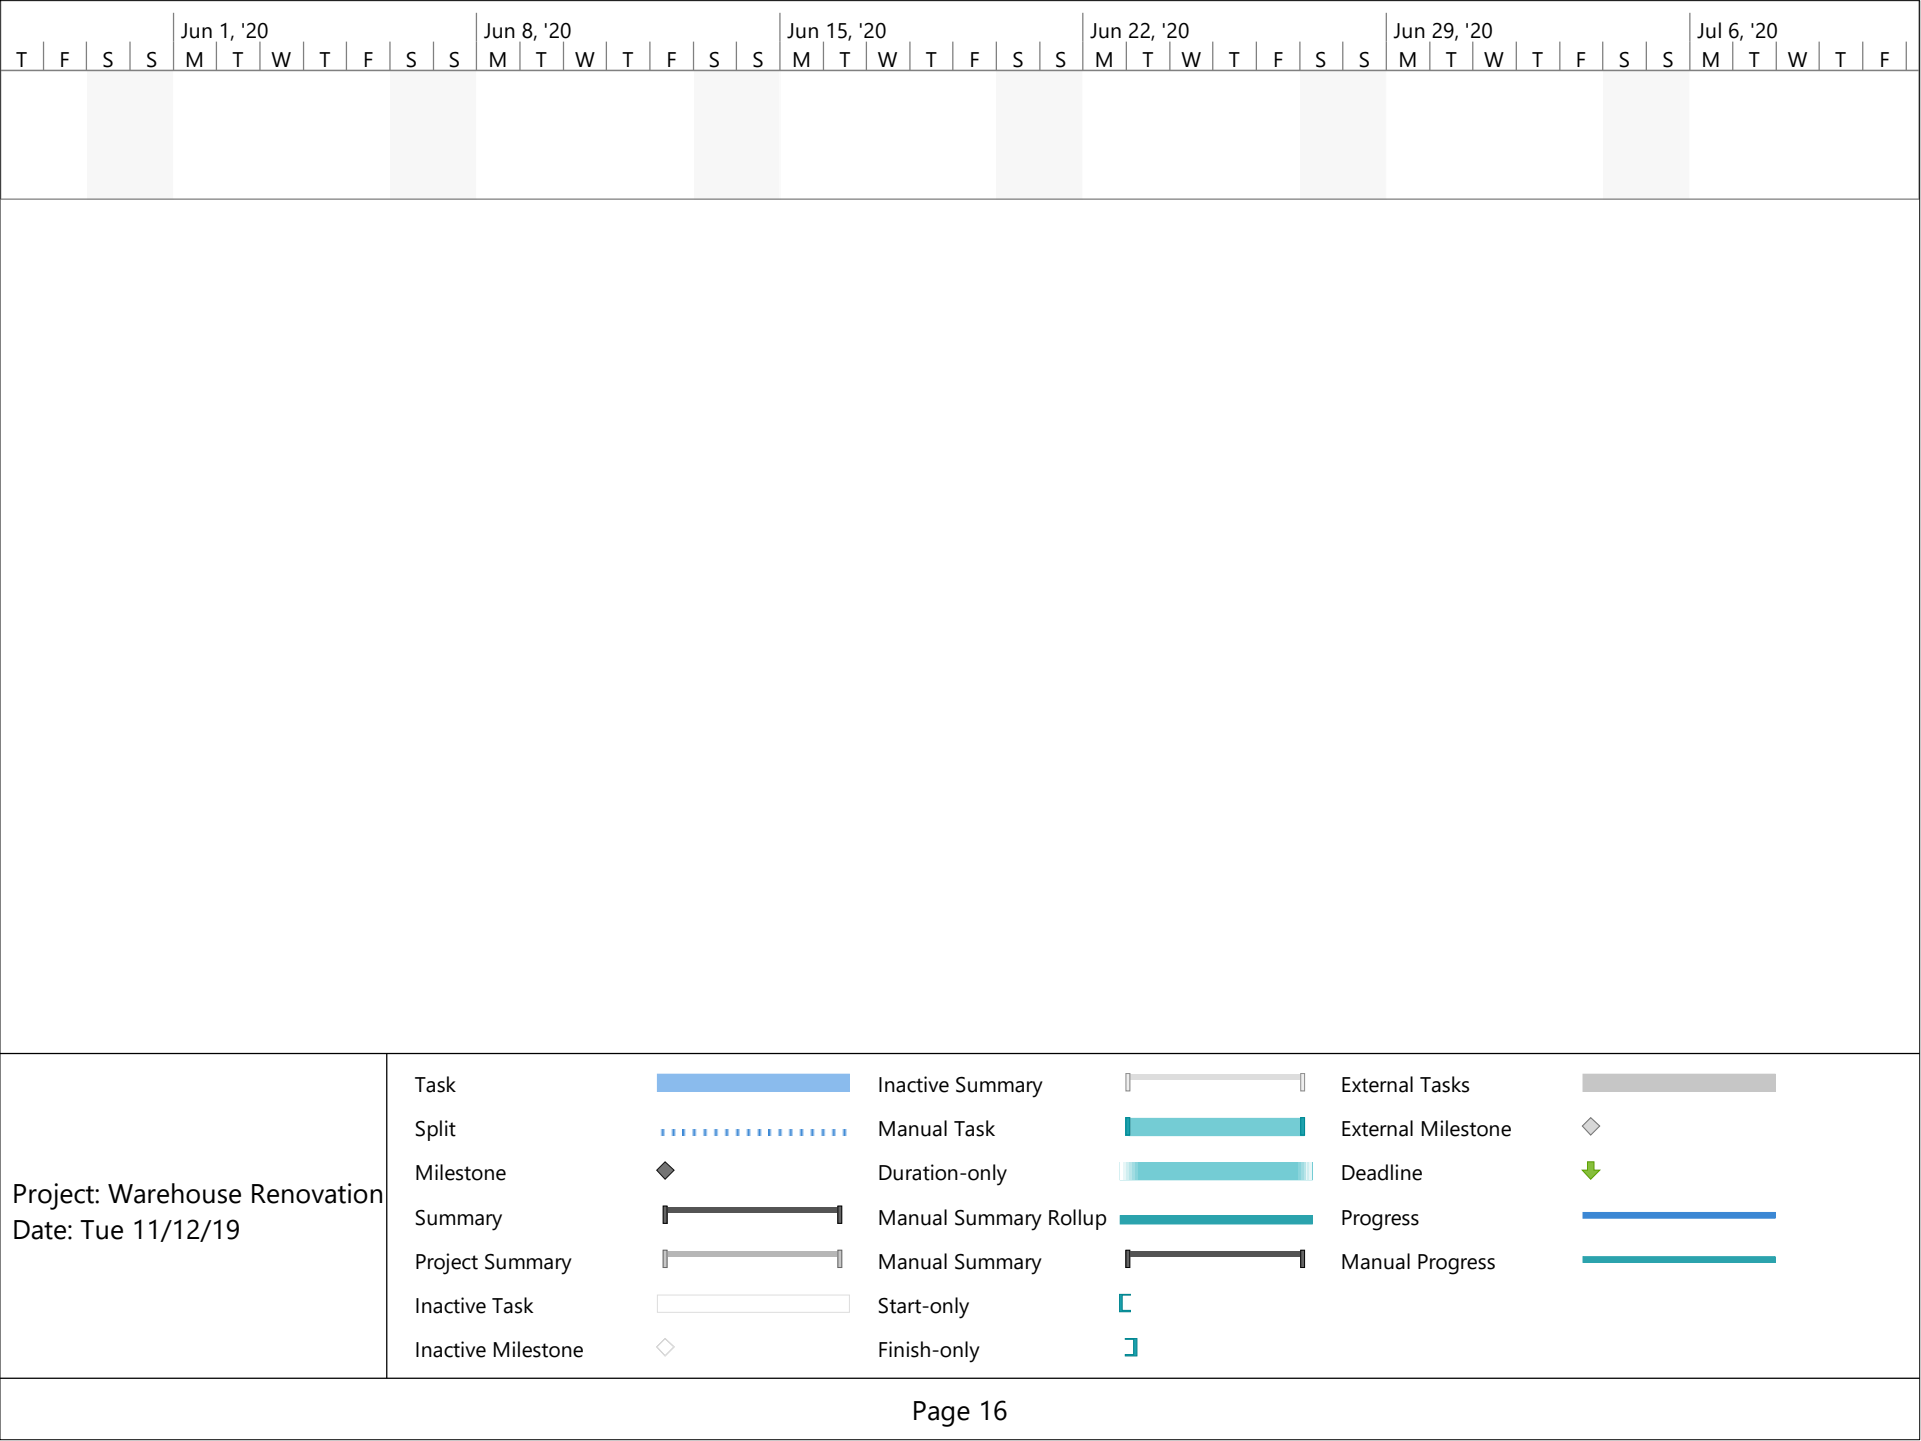 Jun 1, '20 Jun 8, '20 Jun 15, '20 Jun 22, '20 Jun 29, '20 Jul 6, '20
T F S S M T W T F S S M T W T F S S M T W T F S S M T W T F S S M T W T F S S M T W T F
Task Inactive Summary External Tasks
Split Manual Task External Milestone
Milestone Duration-only Deadline
Project: Warehouse Renovation
Date: Tue 11/12/19
Summary Manual Summary Rollup Progress
Project Summary Manual Summary Manual Progress
Inactive Task Start-only
Inactive Milestone Finish-only
Page 16